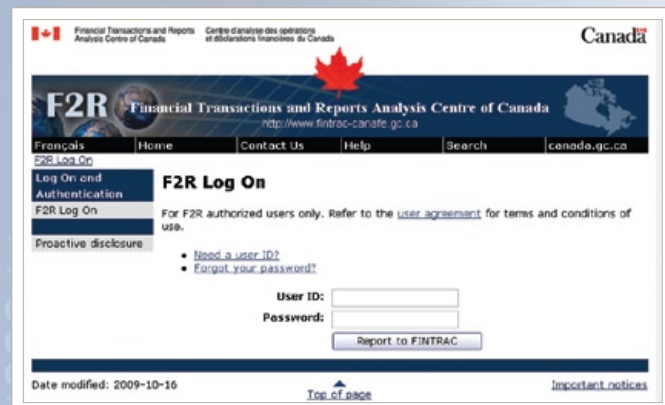 Financial Transactions and Reports
Analysis Centre of Canada
Centre d'analyse des opérations
et déclarations financières du Canada
Canada
F2R
Financial Transactions and Reports Analysis Centre of Canada
http://www.fintrac-canafe.gc.ca
Français Home Contact Us Help Search canada.gc.ca
F2R Log On
Log On and
Authentication
F2R Log On
Proactive disclosure
F2R Log On
For F2R authorized users only. Refer to the user agreement for terms and conditions of
use.
Need a user ID?
Forgot your password?
User ID:
Password:
Report to FINTRAC
Date modified: 2009-10-16
Top of page
Important notices